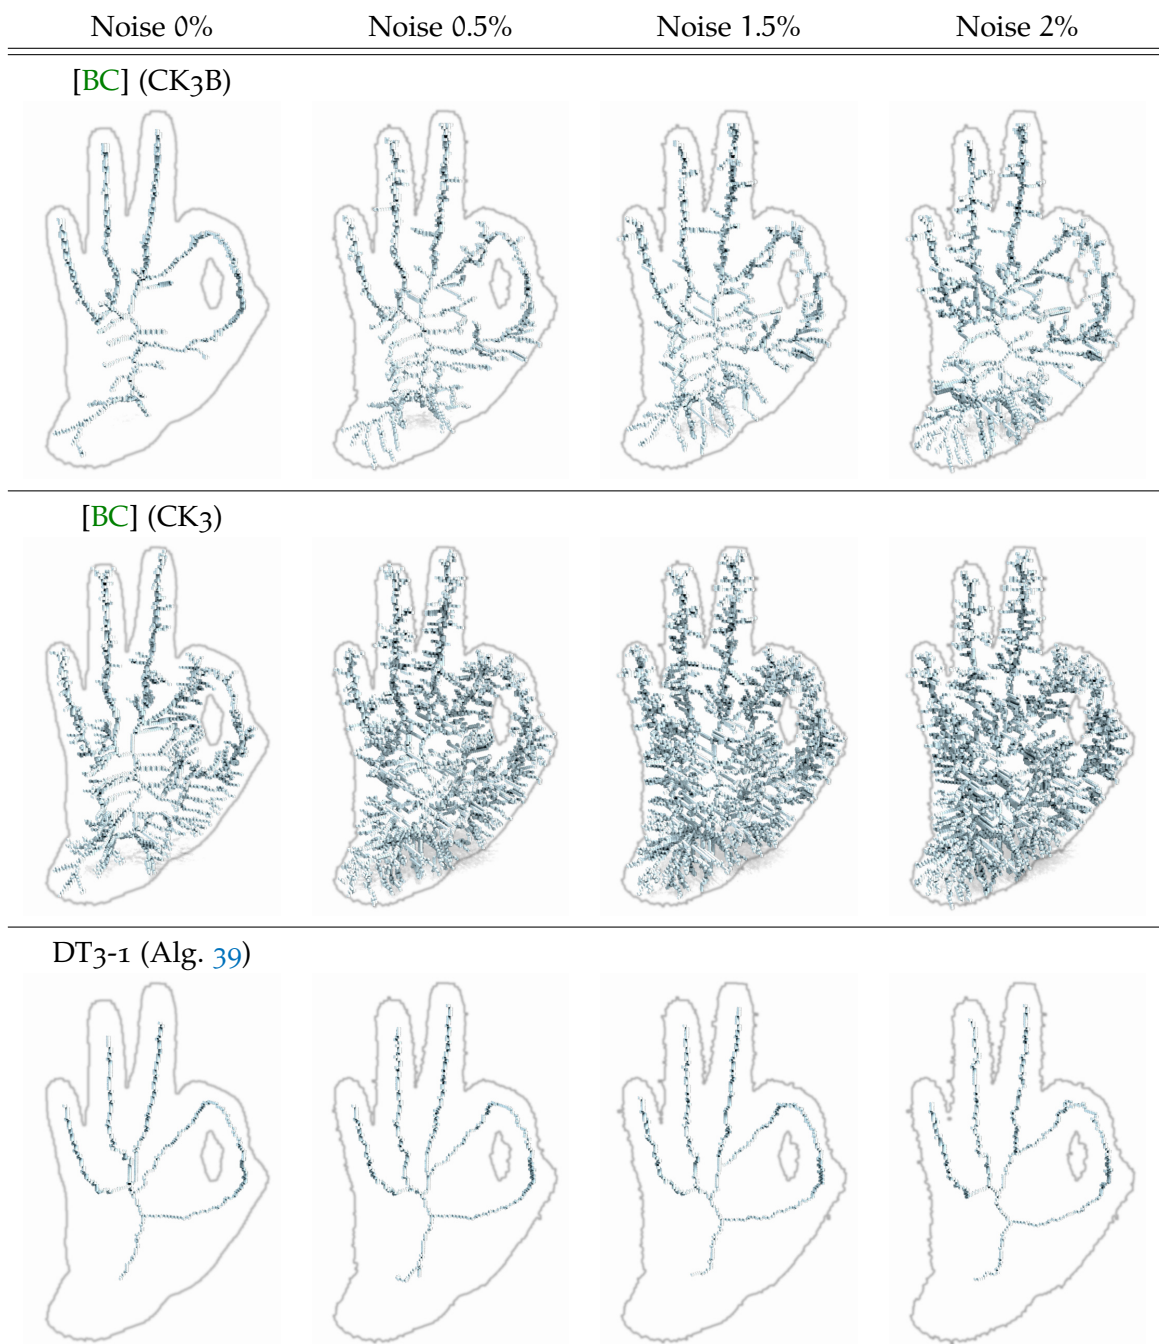 Noise 0% Noise 0.5% Noise 1.5% Noise 2%
[BC] (CK3B)
[BC] (CK3)
DT3-1 (Alg. 39)